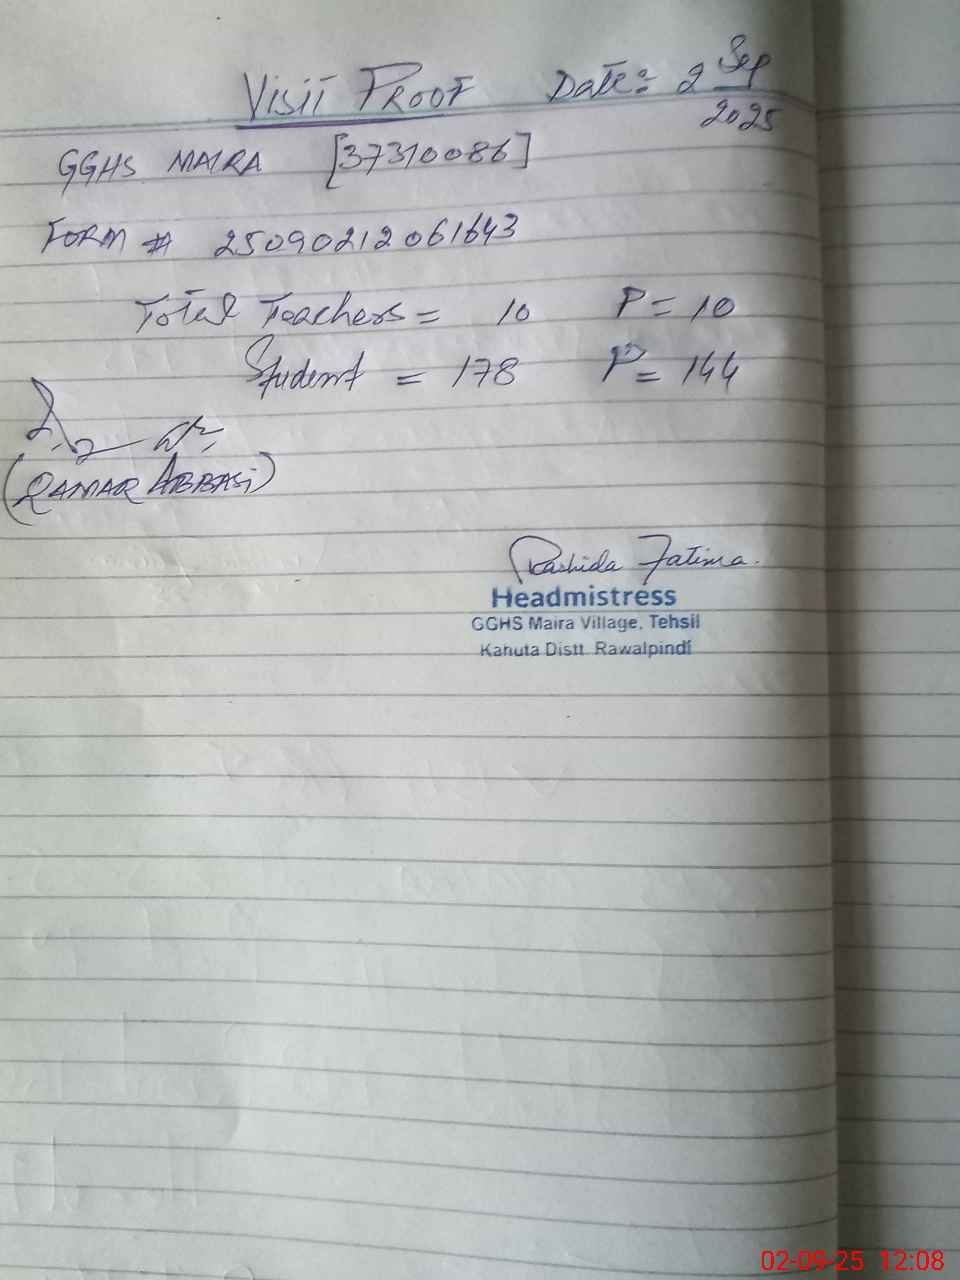 Visit Proof Date: 2 Sep 2025
GGHS MAIRA [37310086]
Form # 25090212061643
Total Teachers = 10 P = 10
Student = 178 P = 144
(QAMAR ABBASi)
Rashida Fatima.
Headmistress
GGHS Maira Village, Tehsil
Kahuta Distt. Rawalpindi
02-09-25 12:08